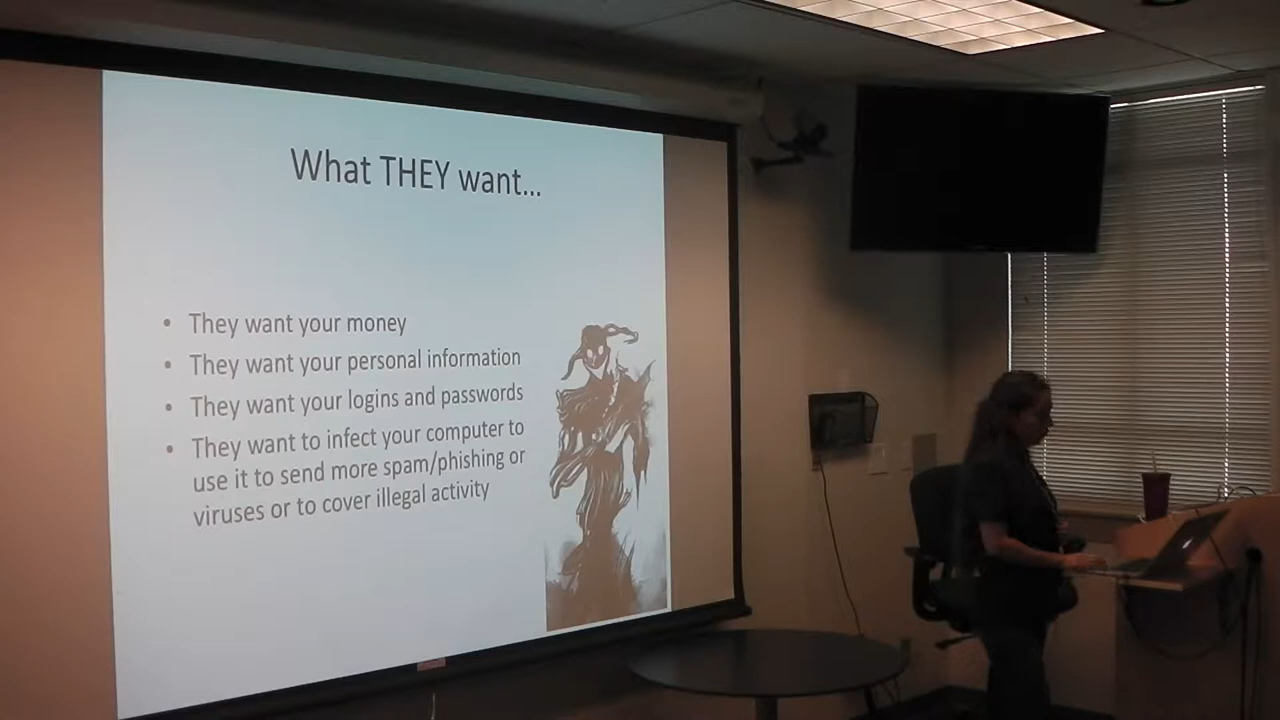 What THEY want...
• They want your money
• They want your personal information
• They want your logins and passwords
• They want to infect your computer to
use it to send more spam/phishing or
viruses or to cover illegal activity